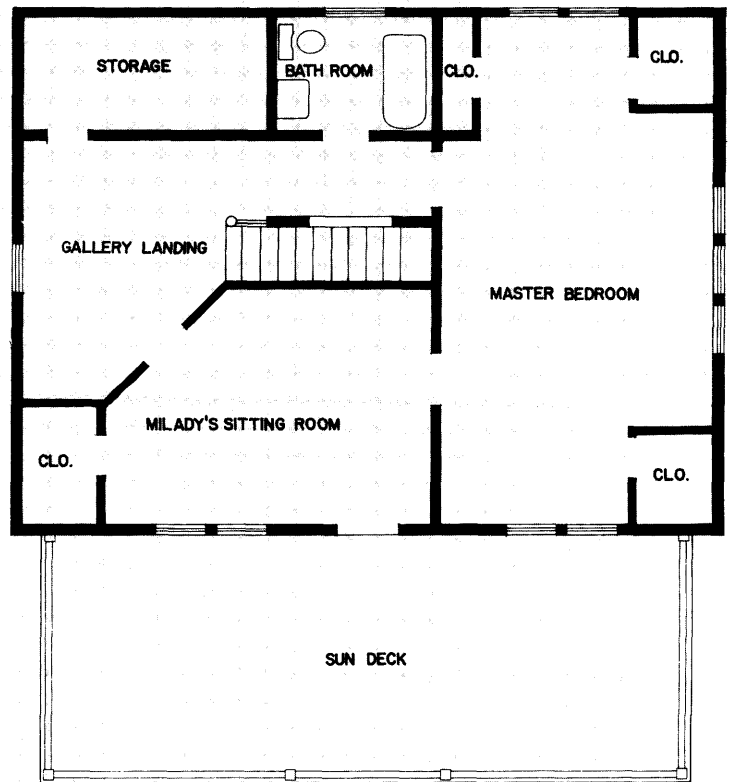 STORAGE
BATH ROOM
CLO.
CLO.
GALLERY LANDING
MASTER BEDROOM
MILADY'S SITTING ROOM
CLO.
CLO.
SUN DECK